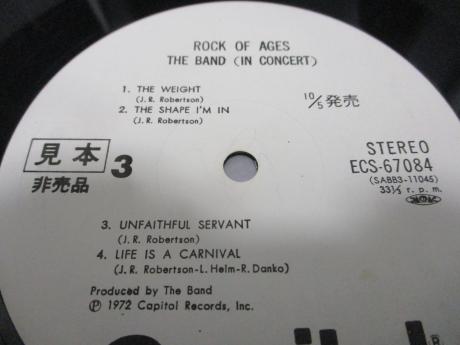 ROCK OF AGES
THE BAND (IN CONCERT)
1. THE WEIGHT
(J.R. Robertson)
2. THE SHAPE I'M IN
(J.R. Robertson)
10/5 発売
見本
非売品
3
STEREO
ECS-67084
(SABB3-11045)
33⅓ r.p.m.
3. UNFAITHFUL SERVANT
(J.R. Robertson)
4. LIFE IS A CARNIVAL
(J.R. Robertson-L. Helm-R. Danko)
Produced by The Band
Ⓟ 1972 Capitol Records, Inc.